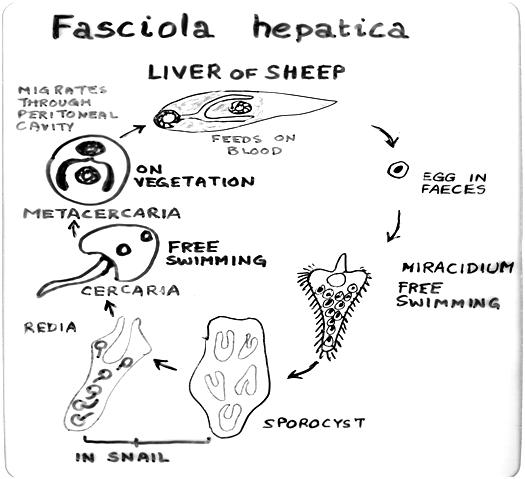 Fasciola hepatica
LIVER OF SHEEP
MIGRATES
THROUGH
PERITONEAL
CAVITY
FEEDS ON
BLOOD
ON
VEGETATION
EGG IN
FAECES
METACERCARIA
FREE
SWIMMING
CERCARIA
MIRACIDIUM
FREE
SWIMMING
REDIA
SPOROCYST
IN SNAIL